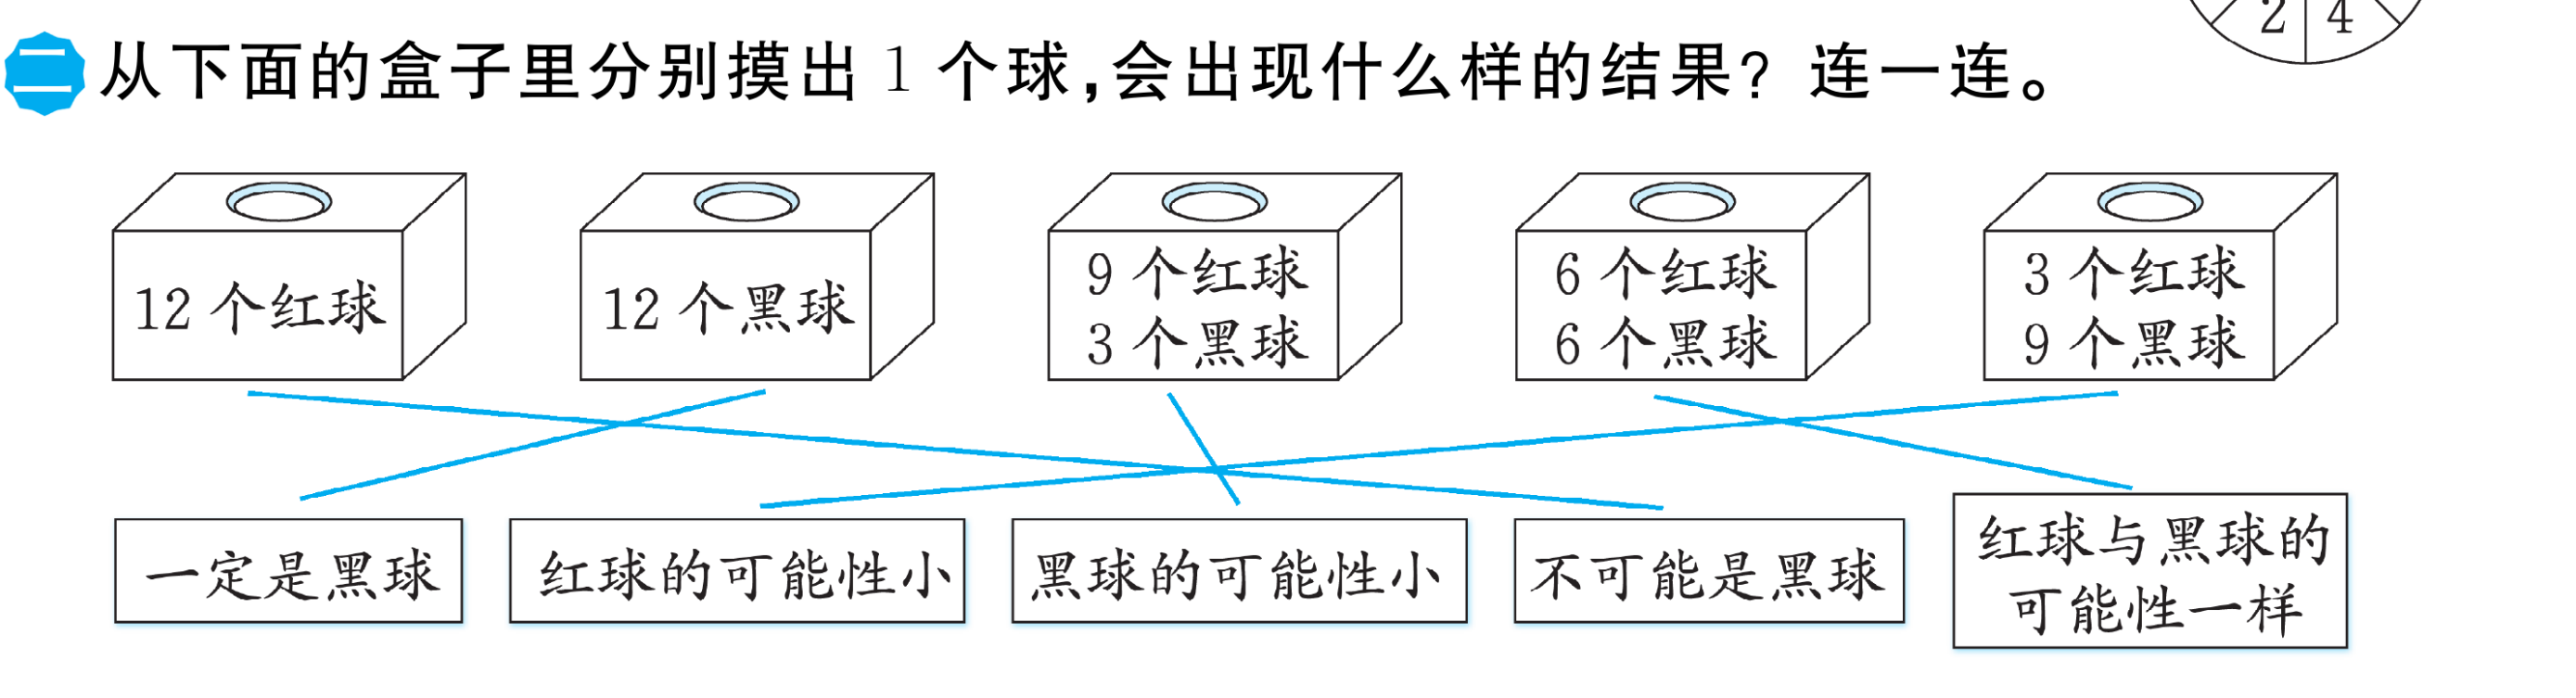 2 4
二 从下面的盒子里分别摸出 1 个球,会出现什么样的结果? 连一连。
12 个红球
12 个黑球
9 个红球
3 个黑球
6 个红球
6 个黑球
3 个红球
9 个黑球
一定是黑球
红球的可能性小
黑球的可能性小
不可能是黑球
红球与黑球的
可能性一样